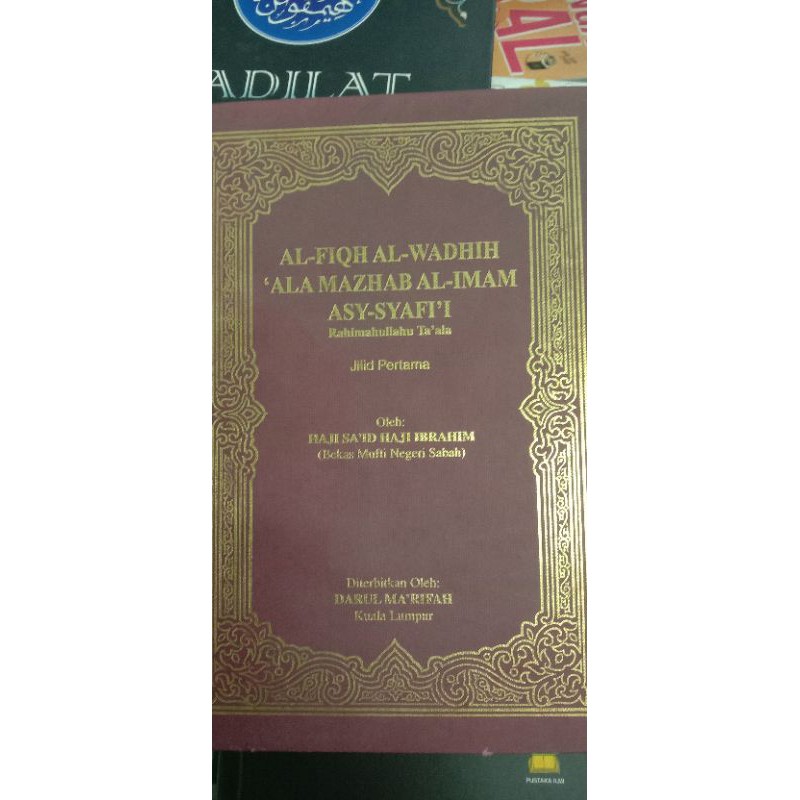 ADILAT
AL
AL-FIQH AL-WADHIH
'ALA MAZHAB AL-IMAM
ASY-SYAFI'I
Rahimahullahu Ta'ala
Jilid Pertama
Oleh:
HAJI SA'ID HAJI IBRAHIM
(Bekas Mufti Negeri Sabah)
Diterbitkan Oleh:
DARUL MA'RIFAH
Kuala Lumpur